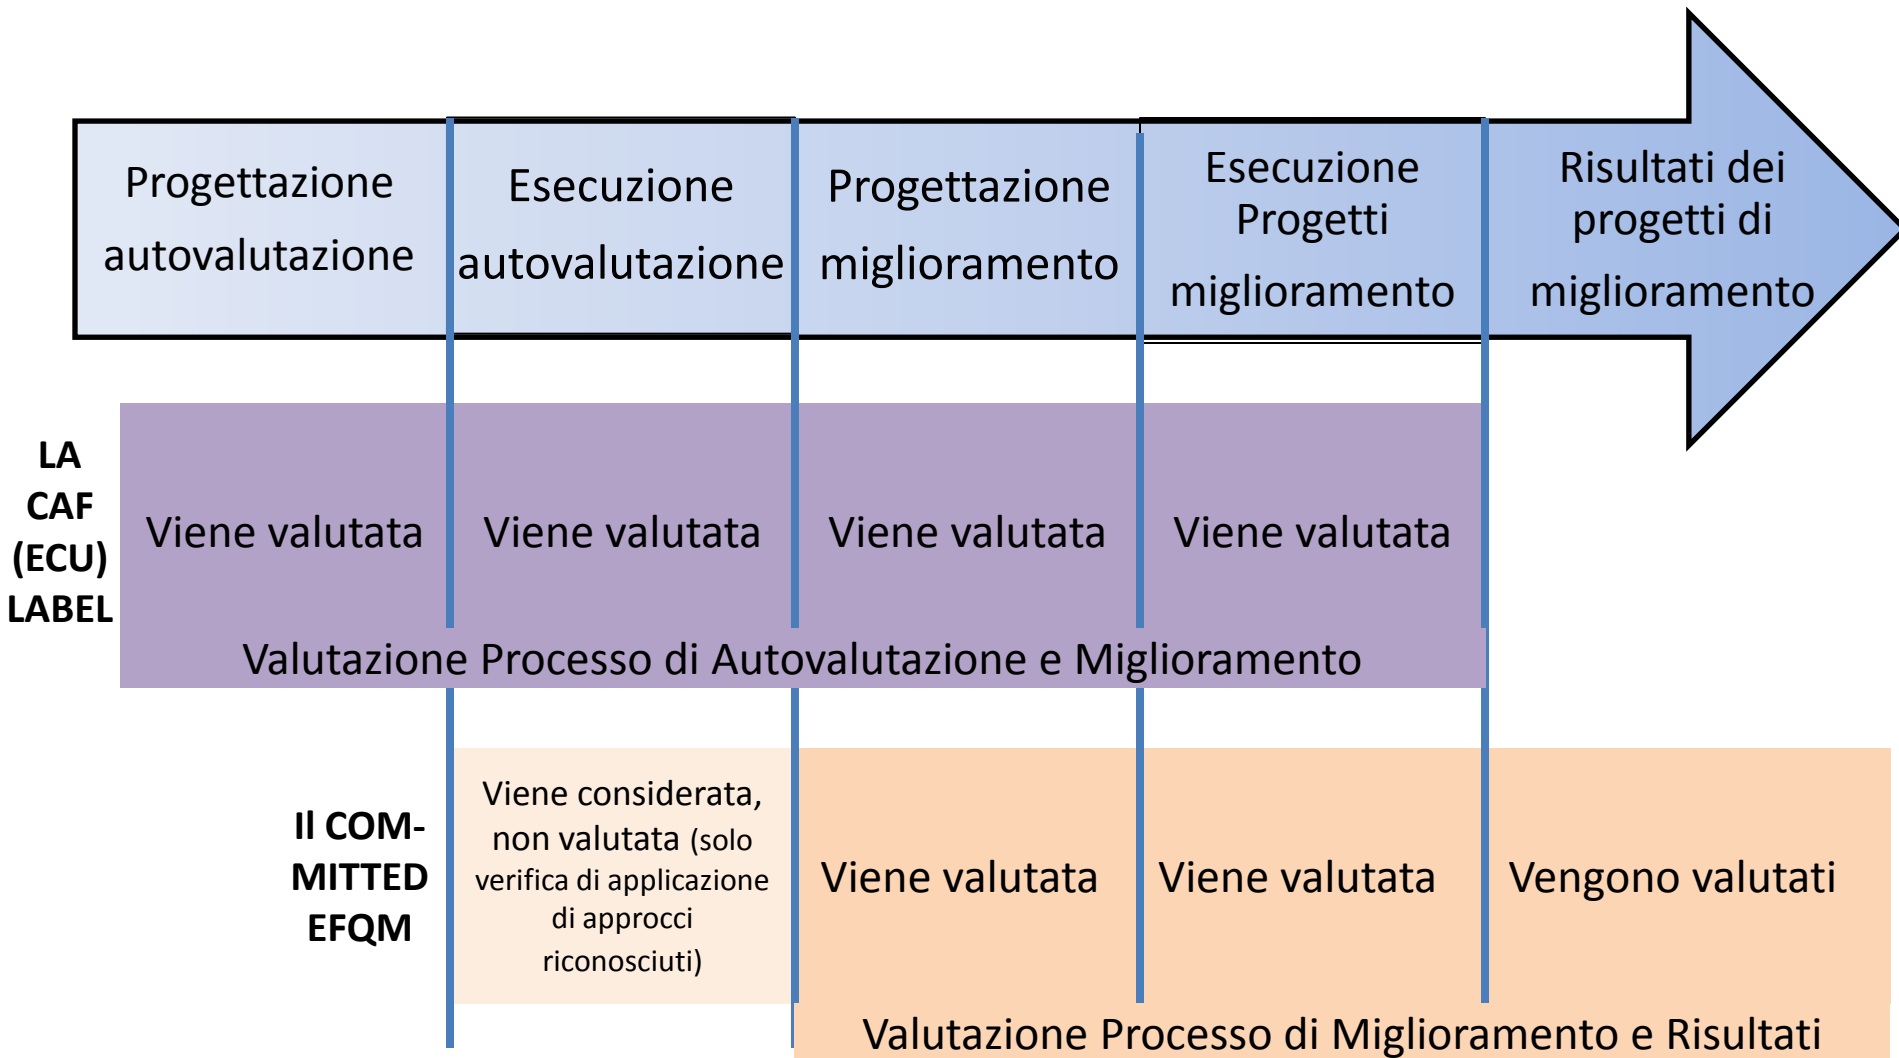 Progettazione
autovalutazione
Esecuzione
autovalutazione
Progettazione
miglioramento
Esecuzione
Progetti
miglioramento
Risultati dei
progetti di
miglioramento
LA
CAF
(ECU)
LABEL
Viene valutata
Viene valutata
Viene valutata
Viene valutata
Valutazione Processo di Autovalutazione e Miglioramento
Il COM-
MITTED
EFQM
Viene considerata,
non valutata (solo
verifica di applicazione
di approcci
riconosciuti)
Viene valutata
Viene valutata
Vengono valutati
Valutazione Processo di Miglioramento e Risultati